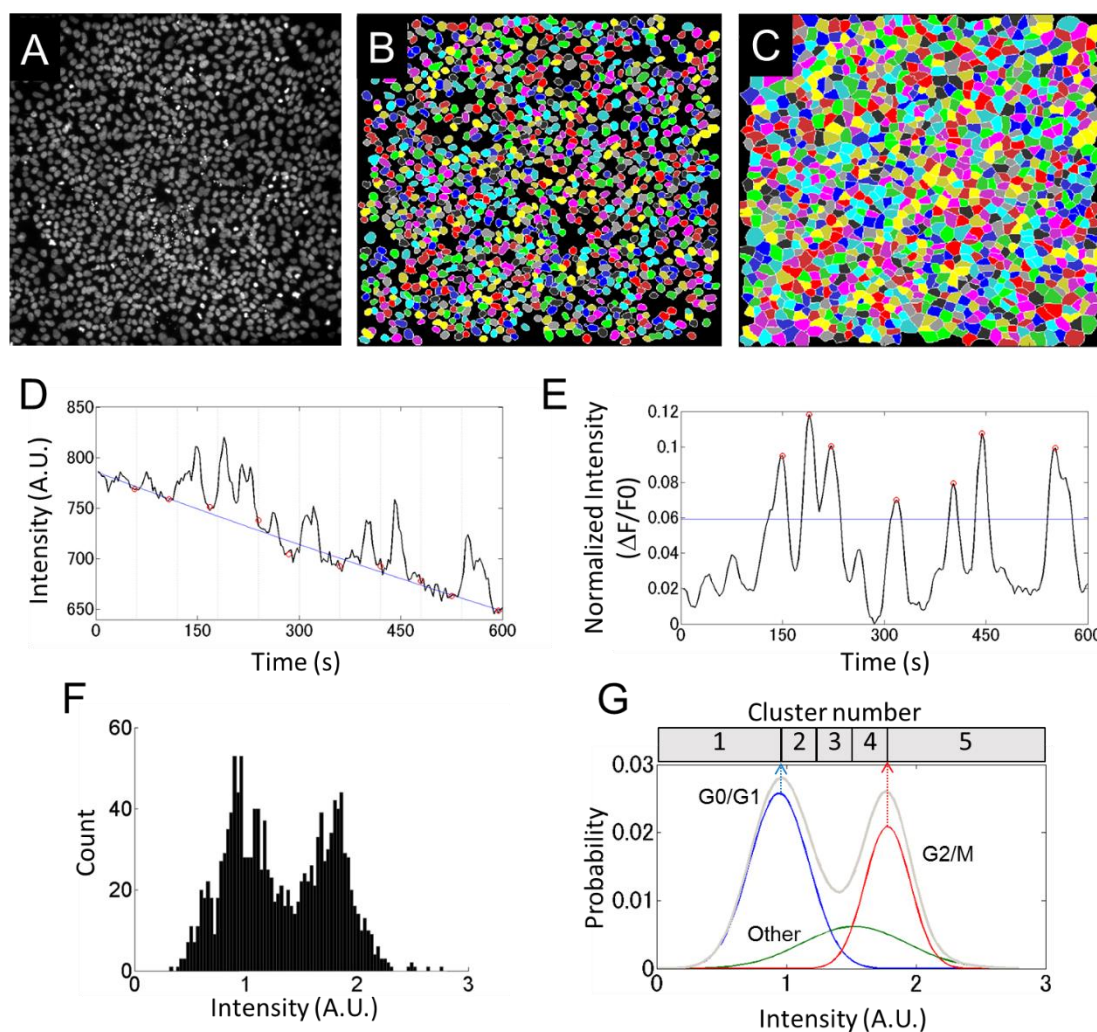 A
B
C
D
850
800
750
700
650
0
150
300
450
600
Intensity (A.U.)
Time (s)
E
0.12
0.10
0.08
0.06
0.04
0.02
0
0
150
300
450
600
Normalized Intensity
(ΔF/F0)
Time (s)
F
60
40
20
0
0
1
2
3
Count
Intensity (A.U.)
G
Cluster number
1
2
3
4
5
0.03
0.02
0.01
0
0
1
2
3
G0/G1
G2/M
Other
Probability
Intensity (A.U.)